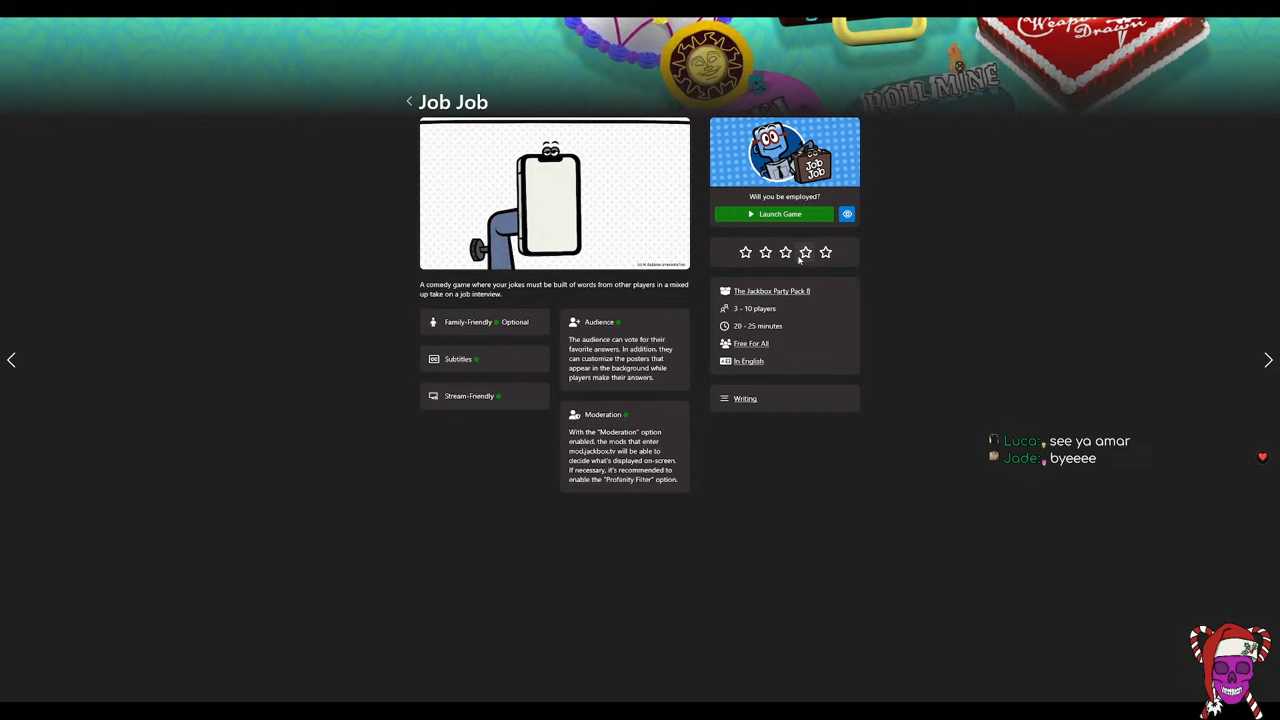 Weapons
Drawn
POLL MINE
Job Job
Job
Job
Will you be employed?
Launch Game
A comedy game where your jokes must be built of words from other players in a mixed
up take on a job interview.
Family-Friendly Optional
Subtitles
Stream-Friendly
Audience
The audience can vote for their
favorite answers. In addition, they
can customize the posters that
appear in the background while
players make their answers.
Moderation
With the "Moderation" option
enabled, the mods that enter
mod.jackbox.tv will be able to
decide what's displayed on-screen.
If necessary, it's recommended to
enable the "Profanity Filter" option.
The Jackbox Party Pack 8
3 - 10 players
20 - 25 minutes
Free For All
In English
Writing
Luca: see ya amar
Jade: byeeee